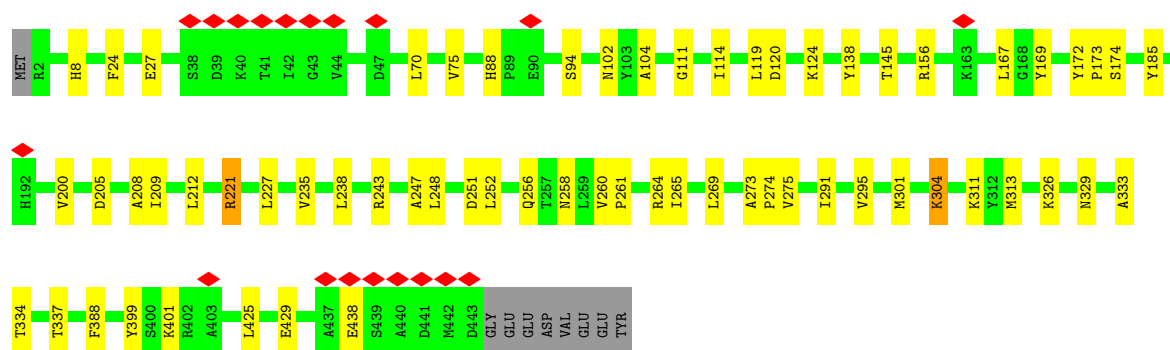 MET R2 H8 F24 E27 S38 D39 K40 T41 I42 G43 V44 D47 L70 V75 H88 P89 E90 S94 N102 Y103 A104 G111 I114 L119 D120 K124 Y138 T145 R156 K163 L167 G168 Y169 Y172 P173 S174 Y185
H192 V200 D205 A208 I209 L212 R221 L227 V235 L238 R243 A247 L248 D251 L252 Q256 T257 N258 L259 V260 P261 R264 I265 L269 A273 P274 V275 I291 V295 M301 K304 K311 Y312 M313 K326 N329 A333
T334 T337 F388 Y399 S400 K401 R402 A403 L425 E429 A437 E438 S439 A440 D441 M442 D443 GLY GLU GLU ASP VAL GLU GLU TYR